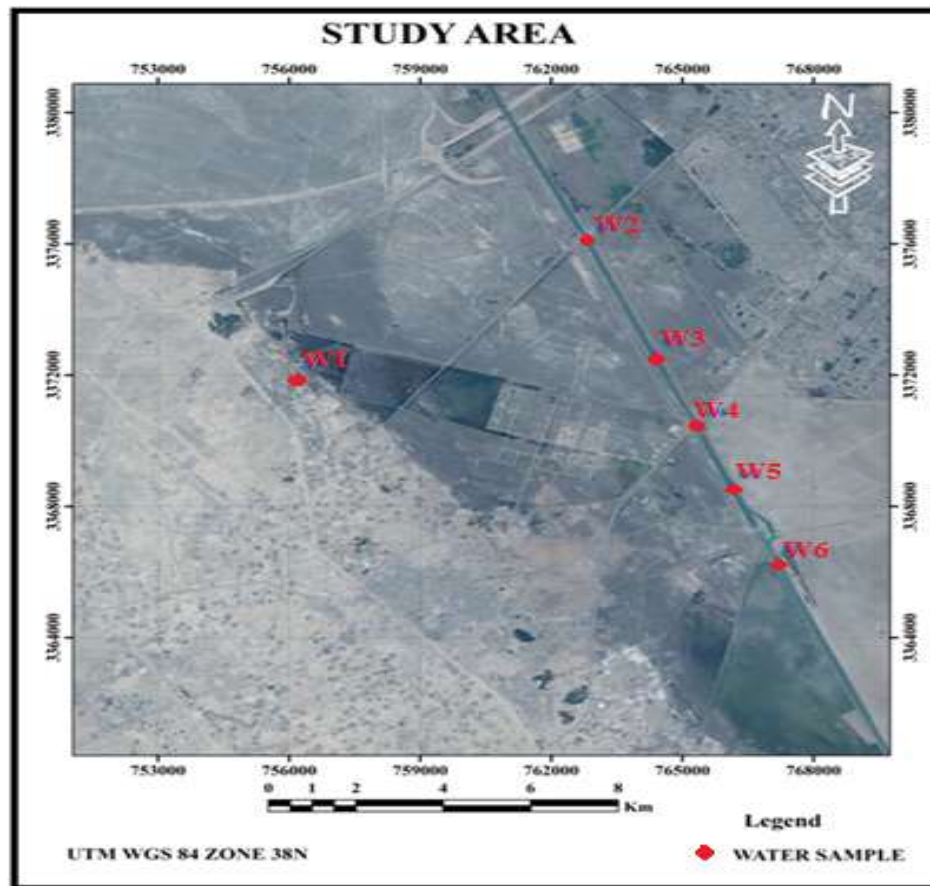 STUDY AREA
753000 756000 759000 762000 765000 768000
3380000 3380000
N
W2
3376000 3376000
W3
W1
3372000 3372000
W4
W5
3368000 3368000
W6
3364000 3364000
753000 756000 759000 762000 765000 768000
0 1 2 4 6 8
Km
Legend
UTM WGS 84 ZONE 38N
WATER SAMPLE